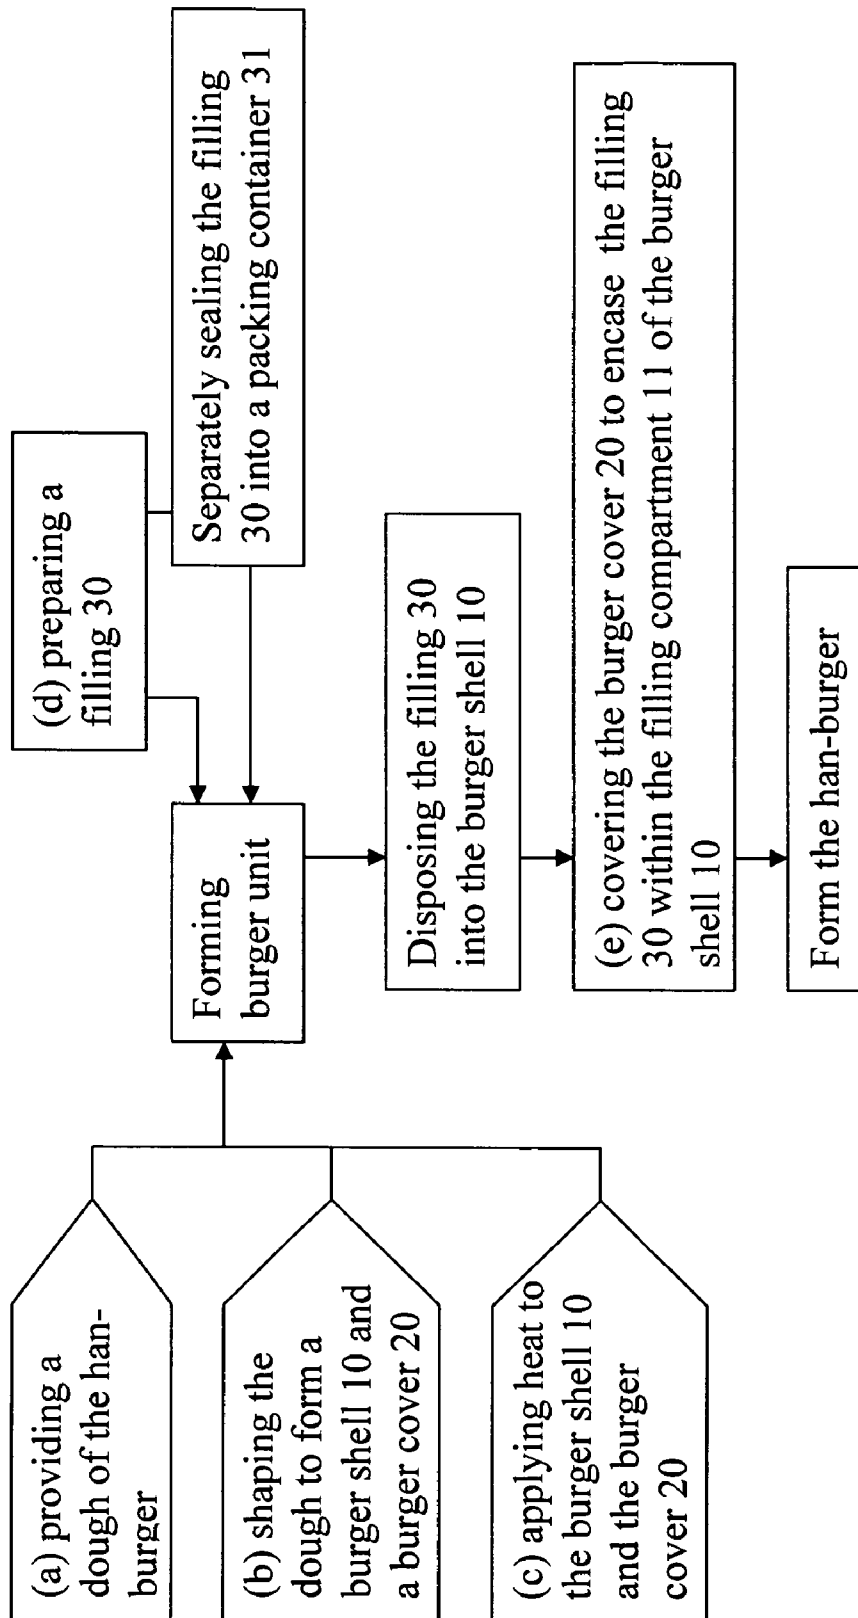 (a) providing a
dough of the han-
burger
(b) shaping the
dough to form a
burger shell 10 and
a burger cover 20
(c) applying heat to
the burger shell 10
and the burger
cover 20
(d) preparing a
filling 30
Separately sealing the filling
30 into a packing container 31
Forming
burger unit
Disposing the filling 30
into the burger shell 10
(e) covering the burger cover 20 to encase the filling
30 within the filling compartment 11 of the burger
shell 10
Form the han-burger